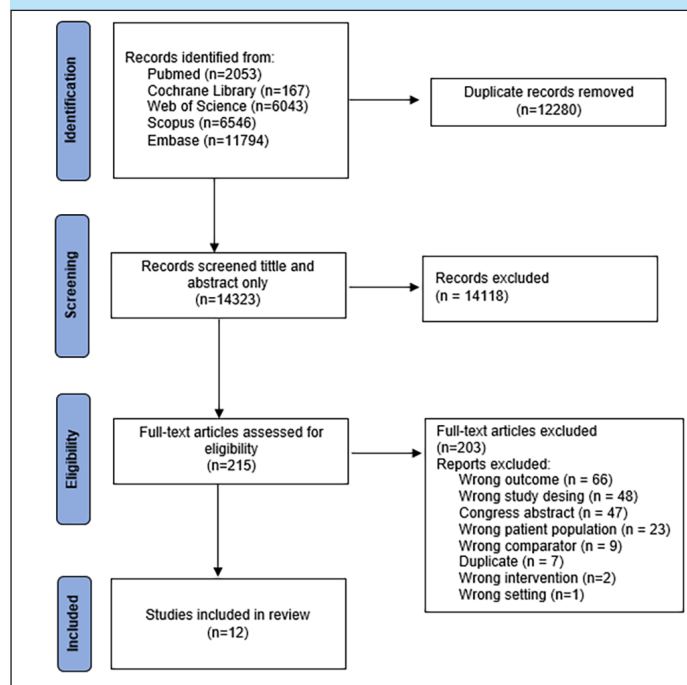 Identification
Records identified from:
Pubmed (n=2053)
Cochrane Library (n=167)
Web of Science (n=6043)
Scopus (n=6546)
Embase (n=11794)
Duplicate records removed
(n=12280)
Screening
Records screened tittle and
abstract only
(n=14323)
Records excluded
(n = 14118)
Eligibility
Full-text articles assessed for
eligibility
(n=215)
Full-text articles excluded
(n=203)
Reports excluded:
Wrong outcome (n = 66)
Wrong study desing = 48)
Congress abstract (n = 47)
Wrong patient population (n = 23)
Wrong comparator (n = 9)
Duplicate (n = 7)
Wrong intervention (n=2)
Wrong setting (n=1)
Included
Studies included in review
(n=12)